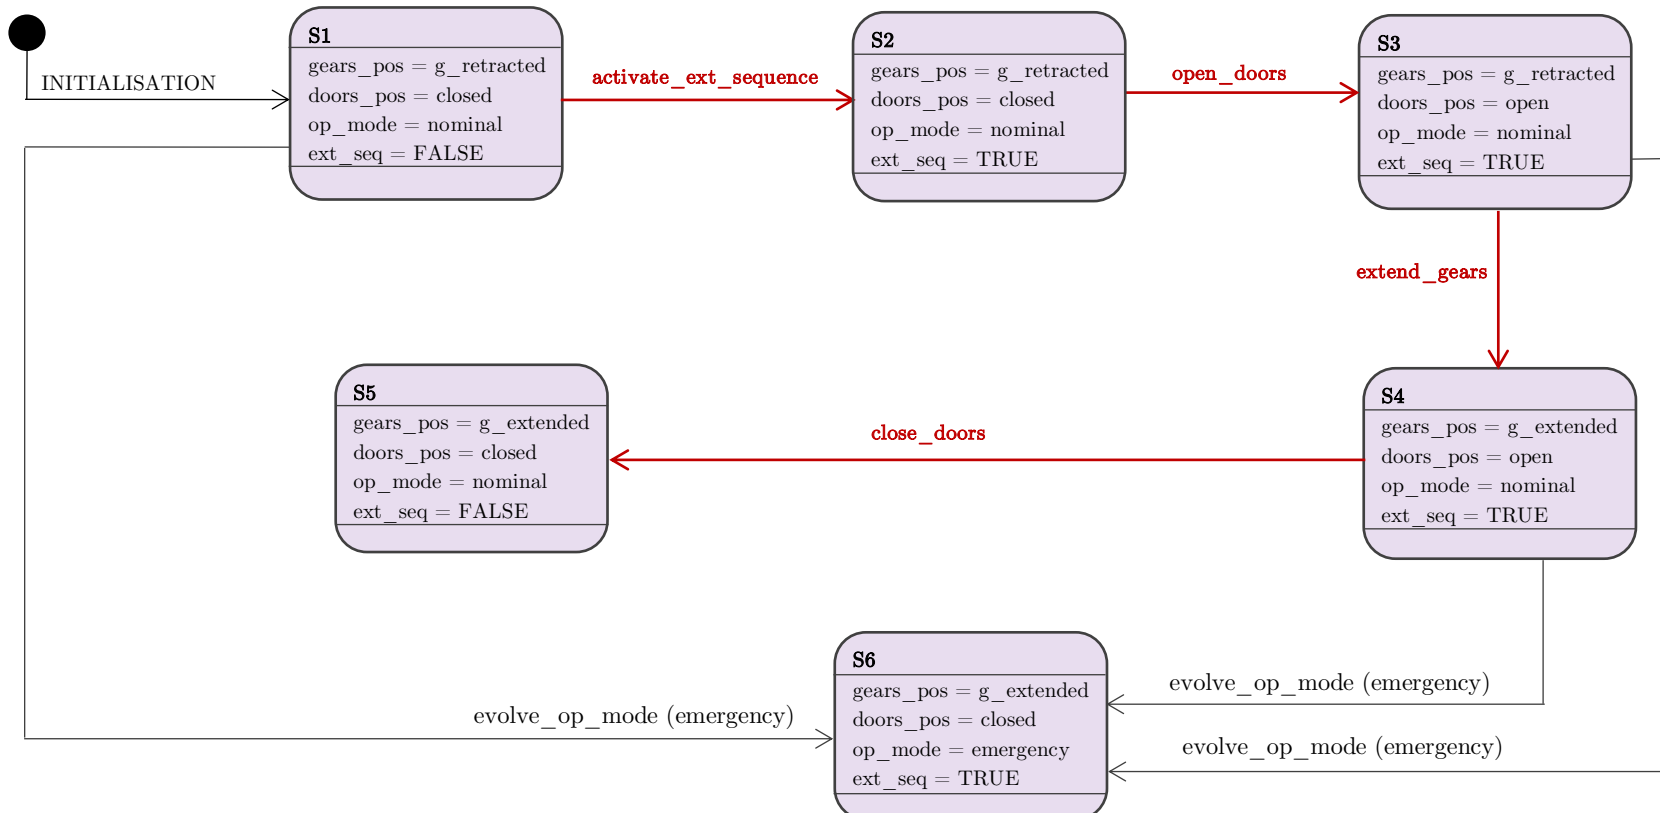 INITIALISATION
S1
gears_pos = g_retracted
doors_pos = closed
op_mode = nominal
ext_seq = FALSE
activate_ext_sequence
S2
gears_pos = g_retracted
doors_pos = closed
op_mode = nominal
ext_seq = TRUE
open_doors
S3
gears_pos = g_retracted
doors_pos = open
op_mode = nominal
ext_seq = TRUE
extend_gears
S5
gears_pos = g_extended
doors_pos = closed
op_mode = nominal
ext_seq = FALSE
close_doors
S4
gears_pos = g_extended
doors_pos = open
op_mode = nominal
ext_seq = TRUE
evolve_op_mode (emergency)
S6
gears_pos = g_extended
doors_pos = closed
op_mode = emergency
ext_seq = TRUE
evolve_op_mode (emergency)
evolve_op_mode (emergency)